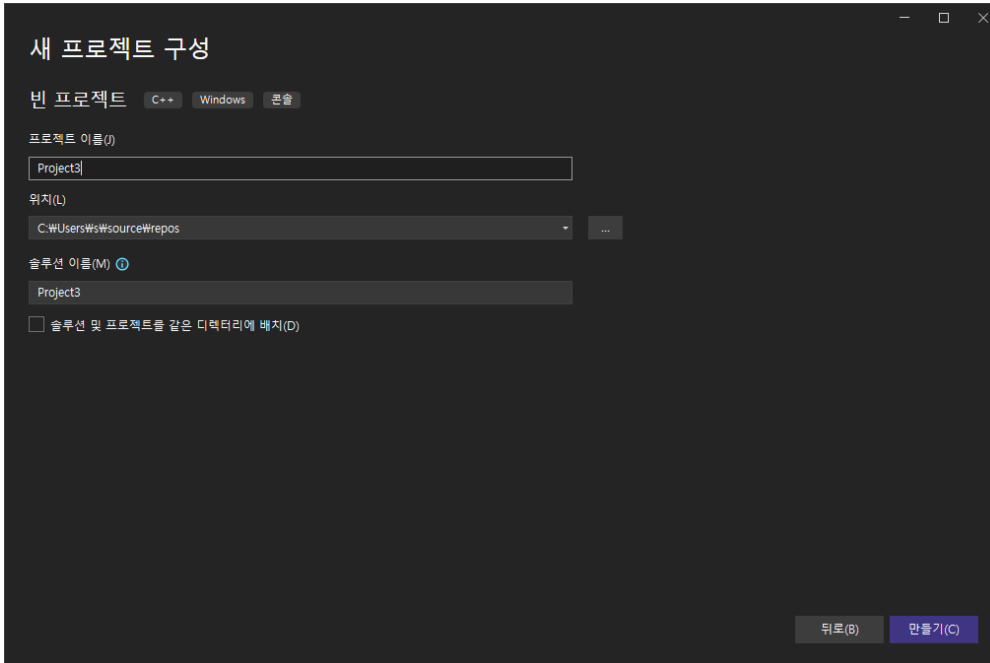 새 프로젝트 구성
빈 프로젝트 C++ Windows 콘솔
프로젝트 이름(J)
Project3
위치(L)
C:₩Users₩s₩source₩repos
...
솔루션 이름(M)
Project3
솔루션 및 프로젝트를 같은 디렉터리에 배치(D)
뒤로(B) 만들기(C)